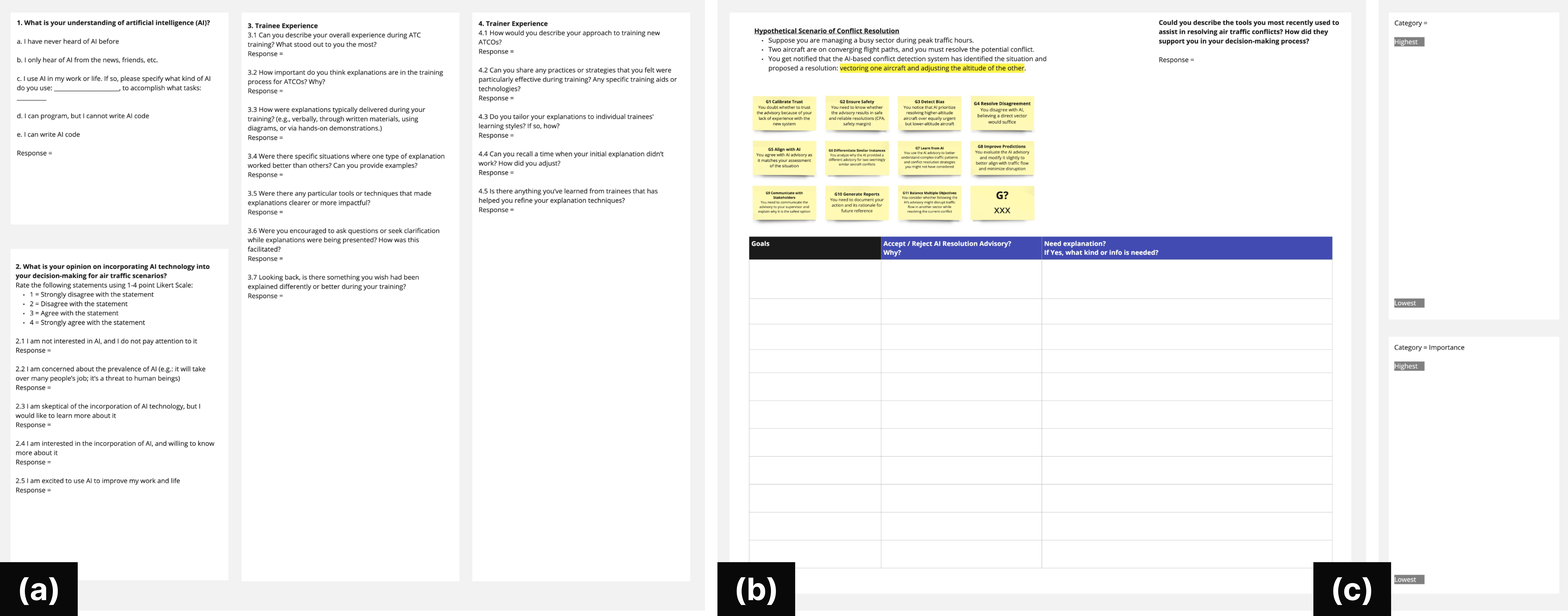 1. What is your understanding of artificial intelligence (AI)?
a. I have never heard of AI before
b. I only hear of AI from the news, friends, etc.
c. I use AI in my work or life. If so, please specify what kind of AI
do you use: ______________________, to accomplish what tasks:
__________
d. I can program, but I cannot write AI code
e. I can write AI code
Response =
2. What is your opinion on incorporating AI technology into
your decision-making for air traffic scenarios?
Rate the following statements using 1-4 point Likert Scale:
• 1 = Strongly disagree with the statement
• 2 = Disagree with the statement
• 3 = Agree with the statement
• 4 = Strongly agree with the statement
2.1 I am not interested in AI, and I do not pay attention to it
Response =
2.2 I am concerned about the prevalence of AI (e.g.: it will take
over many people's job; it's a threat to human beings)
Response =
2.3 I am skeptical of the incorporation of AI technology, but I
would like to learn more about it
Response =
2.4 I am interested in the incorporation of AI, and willing to know
more about it
Response =
2.5 I am excited to use AI to improve my work and life
Response =
3. Trainee Experience
3.1 Can you describe your overall experience during ATC
training? What stood out to you the most?
Response =
3.2 How important do you think explanations are in the training
process for ATCOs? Why?
Response =
3.3 How were explanations typically delivered during your
training? (e.g., verbally, through written materials, using
diagrams, or via hands-on demonstrations.)
Response =
3.4 Were there specific situations where one type of explanation
worked better than others? Can you provide examples?
Response =
3.5 Were there any particular tools or techniques that made
explanations clearer or more impactful?
Response =
3.6 Were you encouraged to ask questions or seek clarification
while explanations were being presented? How was this
facilitated?
Response =
3.7 Looking back, is there something you wish had been
explained differently or better during your training?
Response =
4. Trainer Experience
4.1 How would you describe your approach to training new
ATCOs?
Response =
4.2 Can you share any practices or strategies that you felt were
particularly effective during training? Any specific training aids or
technologies?
Response =
4.3 Do you tailor your explanations to individual trainees'
learning styles? If so, how?
Response =
4.4 Can you recall a time when your initial explanation didn't
work? How did you adjust?
Response =
4.5 Is there anything you've learned from trainees that has
helped you refine your explanation techniques?
Response =
(a)
Hypothetical Scenario of Conflict Resolution
• Suppose you are managing a busy sector during peak traffic hours.
• Two aircraft are on converging flight paths, and you must resolve the potential conflict.
• You get notified that the AI-based conflict detection system has identified the situation and
proposed a resolution: vectoring one aircraft and adjusting the altitude of the other.
Could you describe the tools you most recently used to
assist in resolving air traffic conflicts? How did they
support you in your decision-making process?
Response =
G1 Calibrate Trust
You doubt whether to trust
the advisory because of your
lack of experience with the
new system
G2 Ensure Safety
You need to know whether
the advisory results in safe
and reliable resolutions (CPA,
safety margin)
G3 Detect Bias
You notice that AI prioritize
resolving higher-altitude
aircraft over equally urgent
but lower-altitude aircraft
G4 Resolve Disagreement
You disagree with AI,
believing a direct vector
would suffice
G5 Align with AI
You agree with AI advisory as
it matches your assessment
of the situation
G6 Differentiate Similar Instances
You analyze why the AI provided a
different advisory for two seemingly
similar aircraft conflicts
G7 Learn from AI
You use the AI advisory to better
understand complex traffic patterns
and conflict resolution strategies
you might not have considered
G8 Improve Predictions
You evaluate the AI advisory
and modify it slightly to
better align with traffic flow
and minimize disruption
G9 Communicate with
Stakeholders
You need to communicate the
advisory to your supervisor and
explain why it is the safest option
G10 Generate Reports
You need to document your
action and its rationale for
future reference
G11 Balance Multiple Objectives
You consider whether following the
AI's advisory might disrupt traffic
flow in another sector while
resolving the current conflict
G?
XXX
Goals
Accept / Reject AI Resolution Advisory?
Why?
Need explanation?
If Yes, what kind or info is needed?
(b)
Category =
Highest
Lowest
Category = Importance
Highest
Lowest
(c)